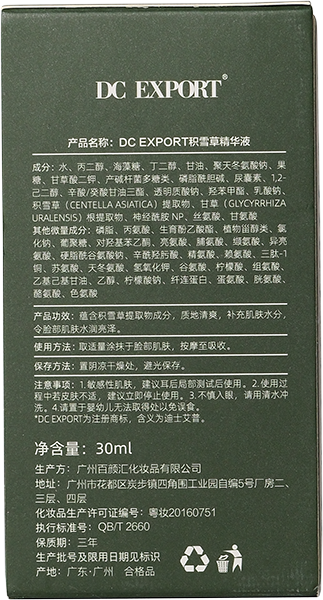 DC EXPORT®
产品名称：DC EXPORT积雪草精华液
成分：水、丙二醇、海藻糖、丁二醇、甘油、聚天冬氨酸钠、果
糖、甘草酸二钾、产碱杆菌多糖类、磷脂酰胆碱、尿囊素、1,2-
己二醇、辛酸/癸酸甘油三酯、透明质酸钠、羟苯甲酯、乳酸钠、
积雪草（CENTELLA ASIATICA）提取物、甘草（GLYCYRRHIZA
URALENSIS）根提取物、神经酰胺 NP、丝氨酸、甘氨酸
其他微量成分：磷脂、丙氨酸、生育酚乙酸酯、植物甾醇类、氯
化钠、葡聚糖、对羟基苯乙酮、亮氨酸、脯氨酸、缬氨酸、异亮
氨酸、硬脂酰谷氨酸钠、辛酰羟肟酸、精氨酸、赖氨酸、三肽-1
铜、苏氨酸、天冬氨酸、氢氧化钾、谷氨酸、柠檬酸、组氨酸、
乙基己基甘油、乙醇、柠檬酸钠、纤连蛋白、蛋氨酸、胱氨酸、
酪氨酸、色氨酸
产品功效：蕴含积雪草提取物成分，质地清爽，补充肌肤水分，
令脸部肌肤水润亮泽。
使用方法：取适量涂抹于脸部肌肤，按摩至吸收。
保存方法：置阴凉干燥处，避光保存。
注意事项：1.敏感性肌肤，建议耳后局部测试后使用。2.使用过
程中若皮肤不适，建议立即停止使用。3.不慎入眼，请用清水冲
洗。4.请置于婴幼儿无法取得处以免误食。
*DC EXPORT为注册商标，含义为迪士艾普。
净含量：30ml
生产方：广州百颜汇化妆品有限公司
地址：广州市花都区炭步镇四角围工业园自编5号厂房二、
三层、四层
化妆品生产许可证编号：粤妆20160751
执行标准号：QB/T 2660
保质期：三年
生产批号及限用日期见标识
产地：广东·广州 合格品